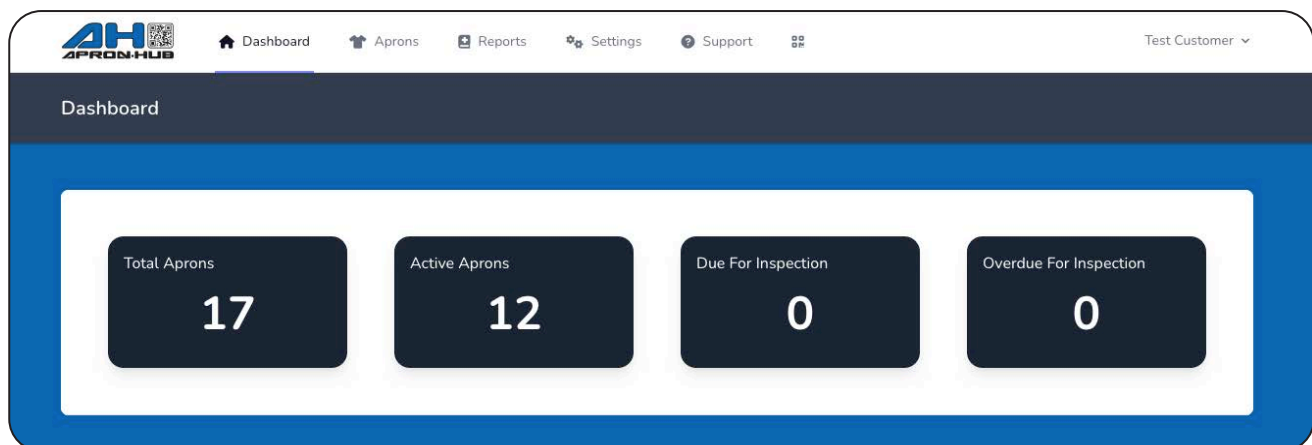 AH
APRON-HUB
Dashboard Aprons Reports Settings Support Test Customer
Dashboard
Total Aprons Active Aprons Due For Inspection Overdue For Inspection
17 12 0 0